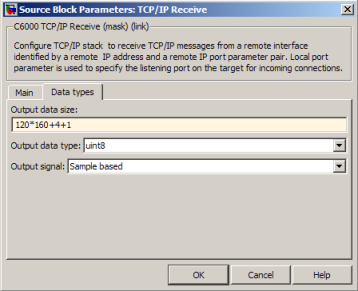 Source Block Parameters: TCP/IP Receive
C6000 TCP/IP Receive (mask) (link)
Configure TCP/IP stack to receive TCP/IP messages from a remote interface
identified by a remote IP address and a remote IP port parameter pair. Local port
parameter is used to specify the listening port on the target for incoming connections.
Main Data types
Output data size:
120*160+4+1
Output data type: uint8
Output signal: Sample based
OK Cancel Help